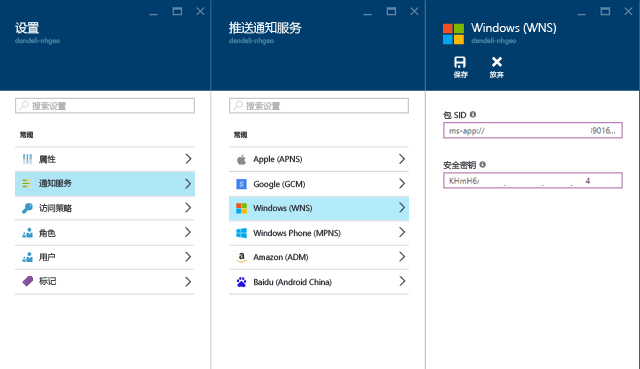 设置
dendeli-nhgeo
搜索设置
常规
属性
通知服务
访问策略
角色
用户
标记
推送通知服务
dendeli-nhgeo
搜索设置
常规
Apple (APNS)
Google (GCM)
Windows (WNS)
Windows Phone (MPNS)
Amazon (ADM)
Baidu (Android China)
Windows (WNS)
dendeli-nhgeo
保存 放弃
包 SID
ms-app:// 9016...
安全密钥
KHmH6/ 4